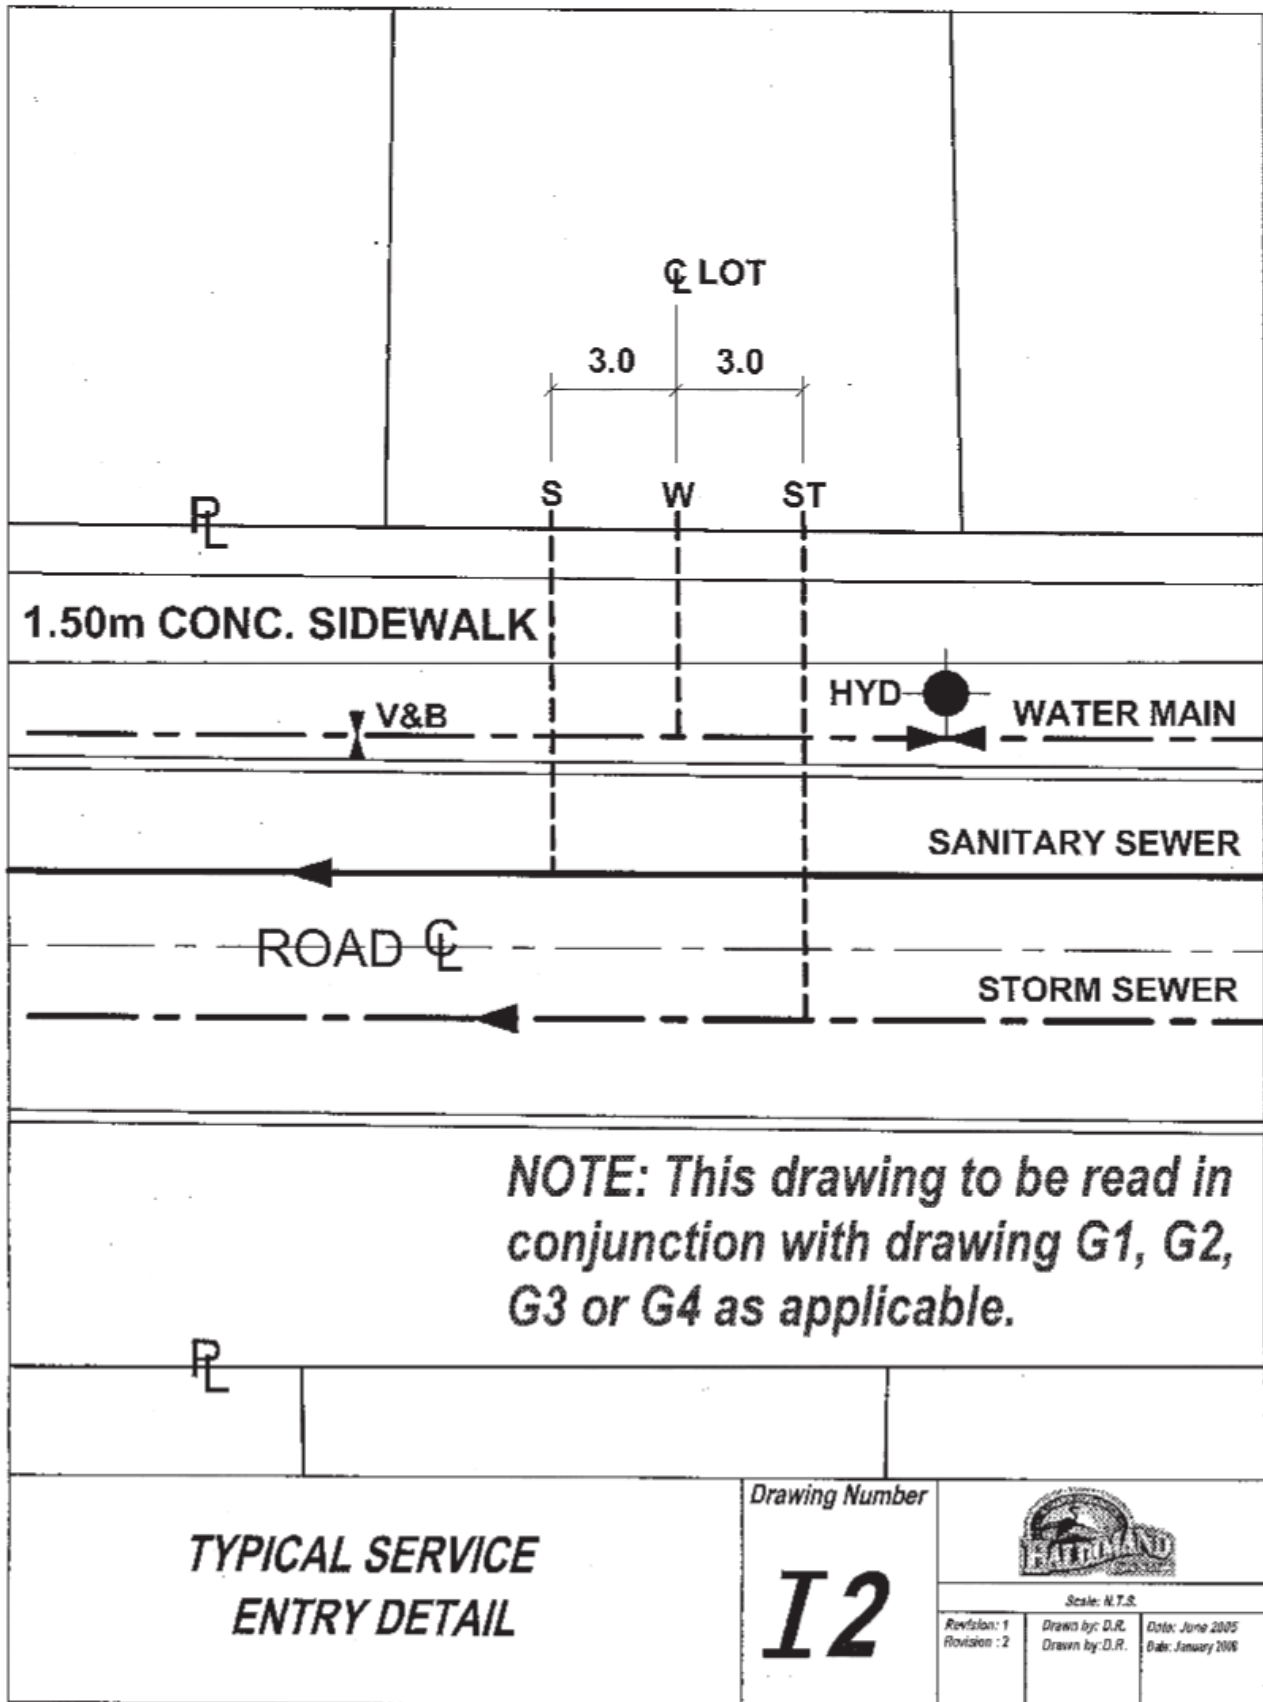 ℄ LOT
3.0 3.0
S W ST
PL
1.50m CONC. SIDEWALK
HYD
V&B
WATER MAIN
SANITARY SEWER
ROAD ℄
STORM SEWER
NOTE: This drawing to be read in
conjunction with drawing G1, G2,
G3 or G4 as applicable.
PL
TYPICAL SERVICE
ENTRY DETAIL
Drawing Number
I2
HALDIMAND
Scale: N.T.S.
Revision: 1 Drawn by: D.R. Date: June 2005
Revision : 2 Drawn by: D.R. Date: January 2008